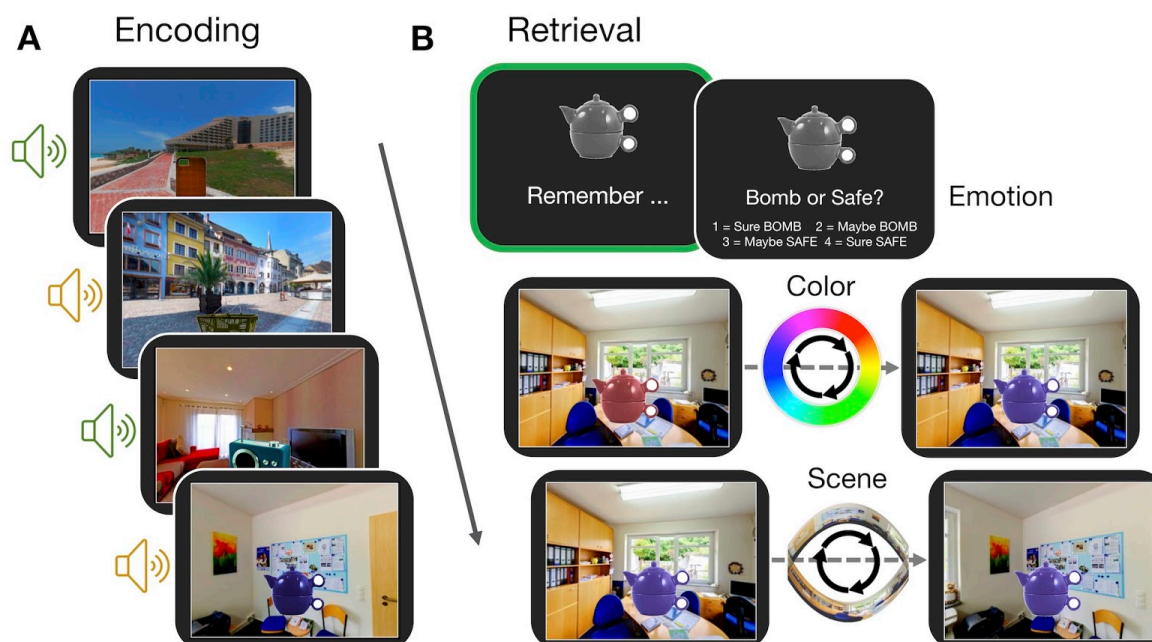 A
Encoding
B
Retrieval
Remember ...
Bomb or Safe?
1 = Sure BOMB 2 = Maybe BOMB
3 = Maybe SAFE 4 = Sure SAFE
Emotion
Color
Scene